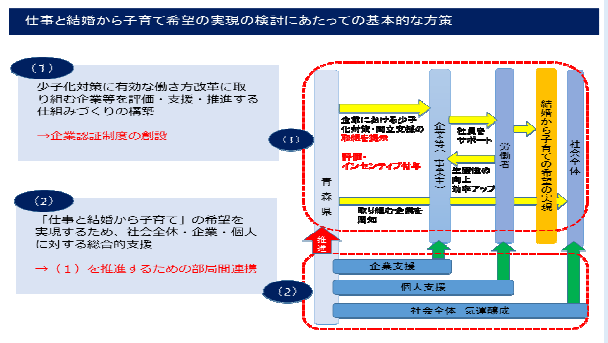 仕事と結婚から子育て希望の実現の検討にあたっての基本的な方策
（1）
少子化対策に有効な働き方改革に取
り組む企業等を評価・支援・推進する
仕組みづくりの構築
→企業認証制度の創設
（2）
「仕事と結婚から子育て」の希望を
実現するため、社会全体・企業・個人
に対する総合的支援
→（1）を推進するための部局間連携
（3）
青森県
企業における少子
化対策・両立支援の
取組を提示
評価・
インセンティブ付与
取り組む企業を
周知
企業等（事業主）
社員を
サポート
生産性の
向上
効率アップ
労働者
結婚から子育ての希望の実現
社会全体
推進
（2）
企業支援
個人支援
社会全体 気運醸成